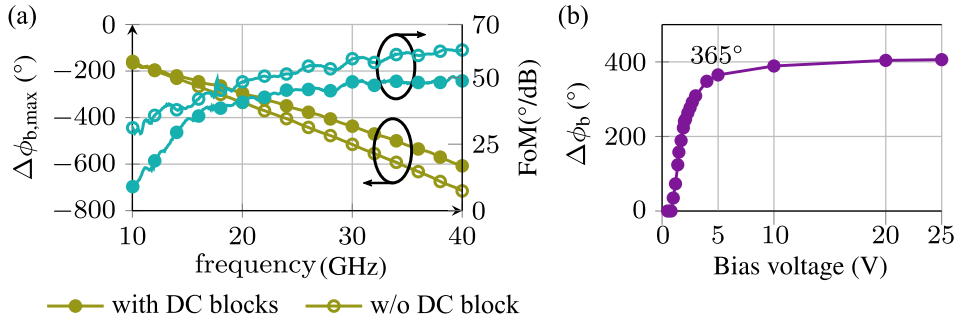 (a)
0
−200
−400
−600
−800
Δϕb,max (°)
10
20
30
40
frequency (GHz)
70
50
25
0
FoM(°/dB)
with DC blocks
w/o DC block
(b)
400
200
0
Δϕb (°)
365°
0
5
10
20
25
Bias voltage (V)